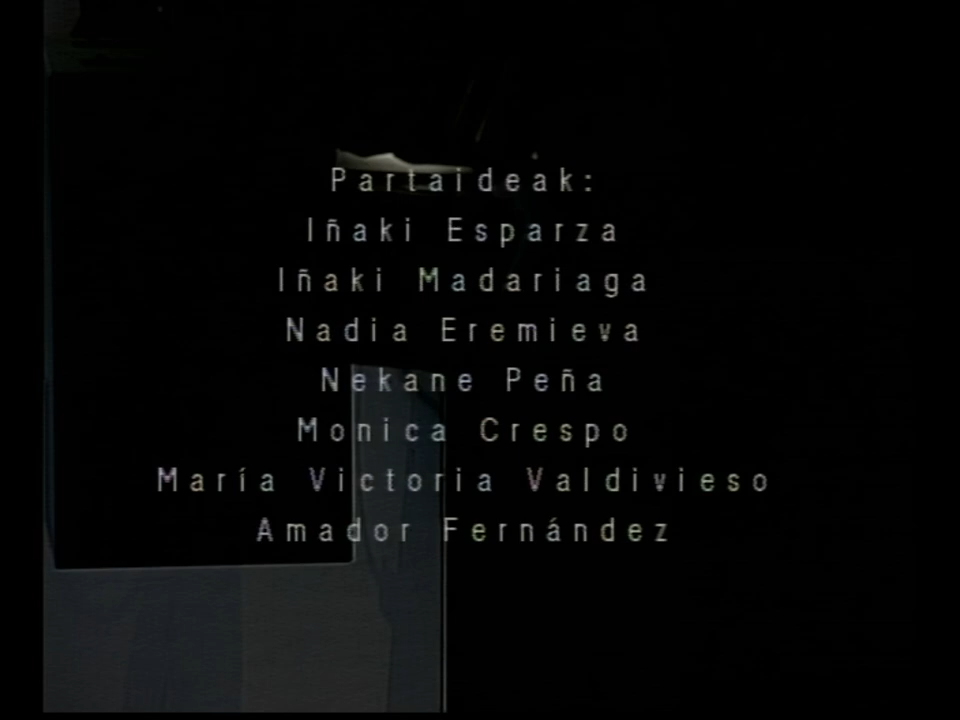 Partaideak:
Iñaki Esparza
Iñaki Madariaga
Nadia Eremieva
Nekane Peña
Monica Crespo
María Victoria Valdivieso
Amador Fernández